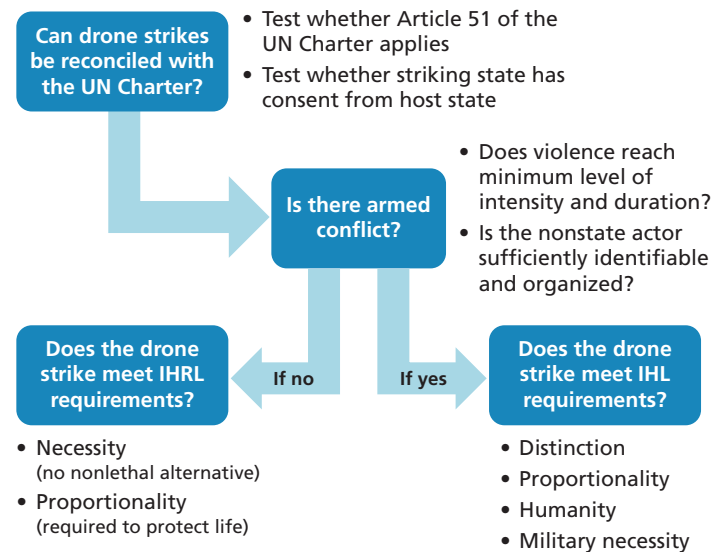 Can drone strikes
be reconciled with
the UN Charter?
• Test whether Article 51 of the
UN Charter applies
• Test whether striking state has
consent from host state
Is there armed
conflict?
• Does violence reach
minimum level of
intensity and duration?
• Is the nonstate actor
sufficiently identifiable
and organized?
If no
If yes
Does the drone
strike meet IHRL
requirements?
• Necessity
(no nonlethal alternative)
• Proportionality
(required to protect life)
Does the drone
strike meet IHL
requirements?
• Distinction
• Proportionality
• Humanity
• Military necessity